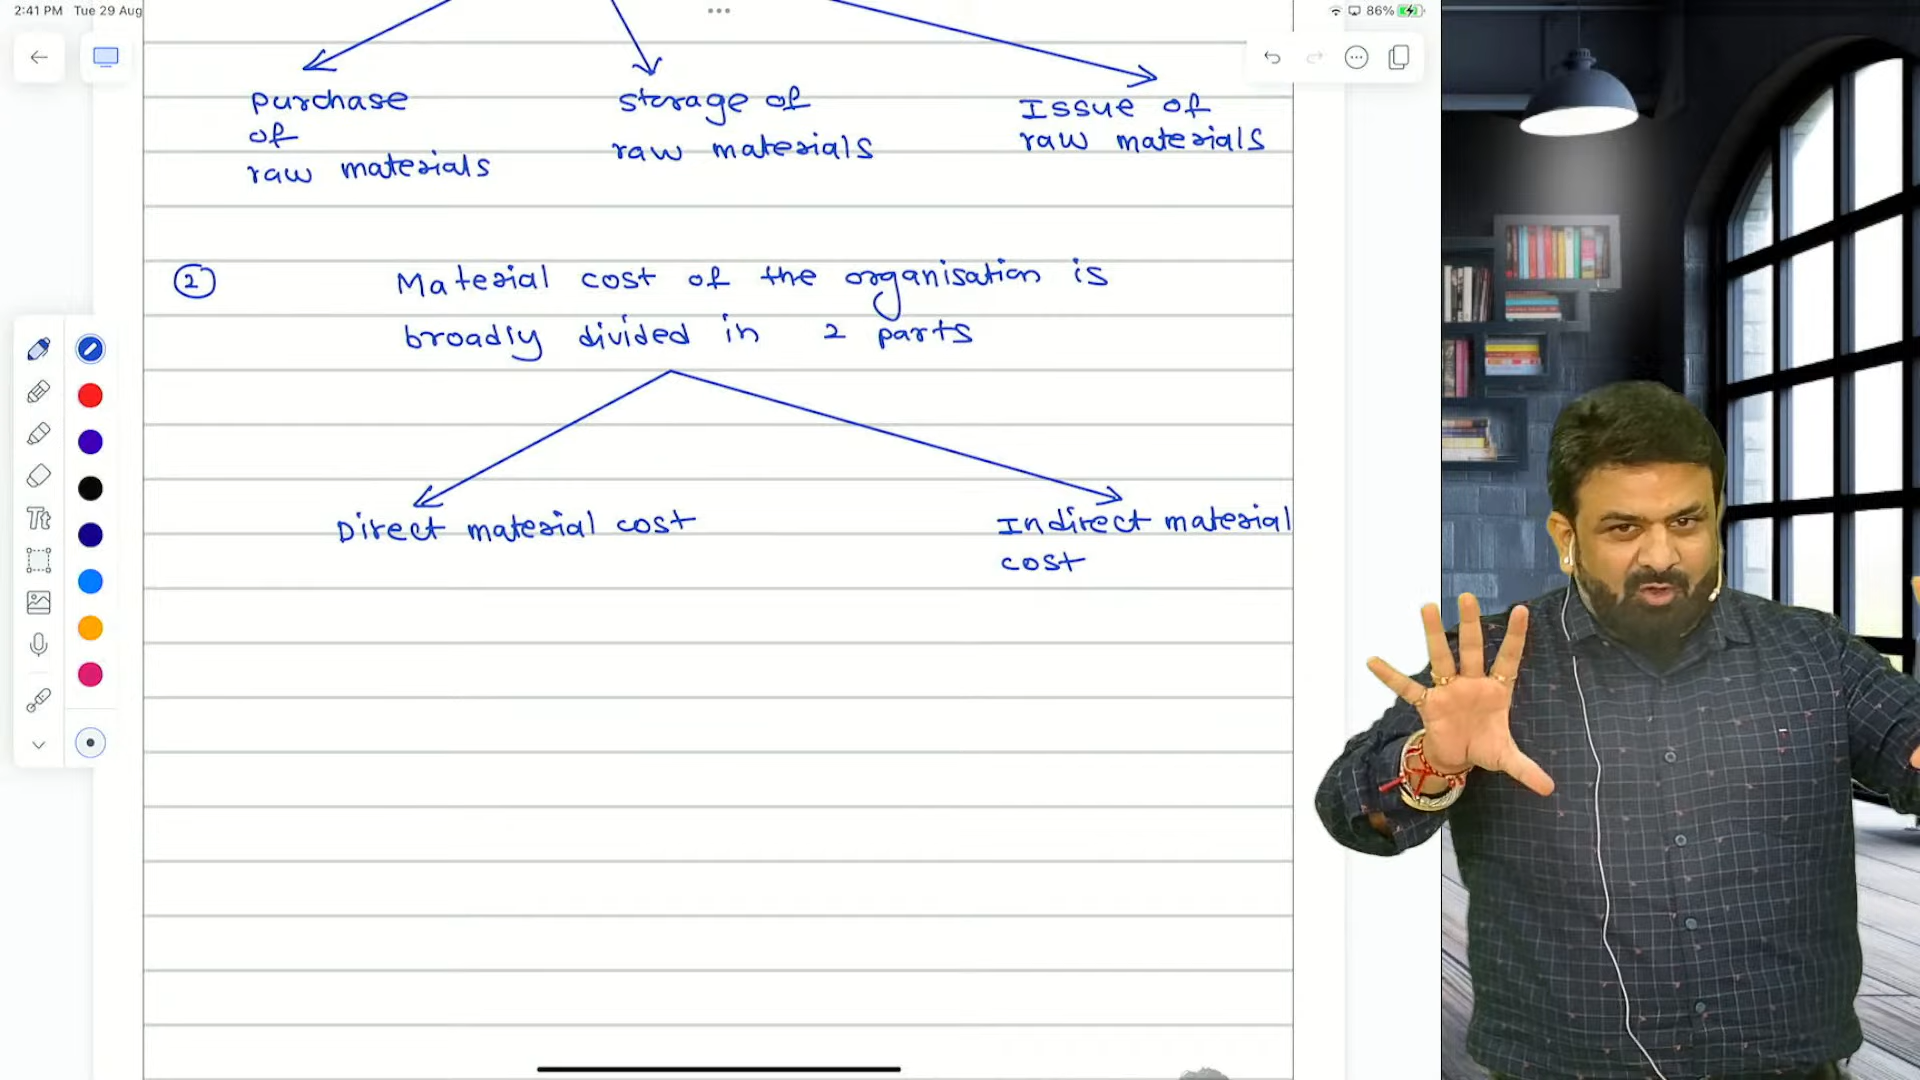 2:41 PM Tue 29 Aug
86%
purchase
of
raw materials
storage of
raw materials
Issue of
raw materials
2
Material cost of the organisation is
broadly divided in 2 parts
Direct material cost
Indirect material
cost
Tt